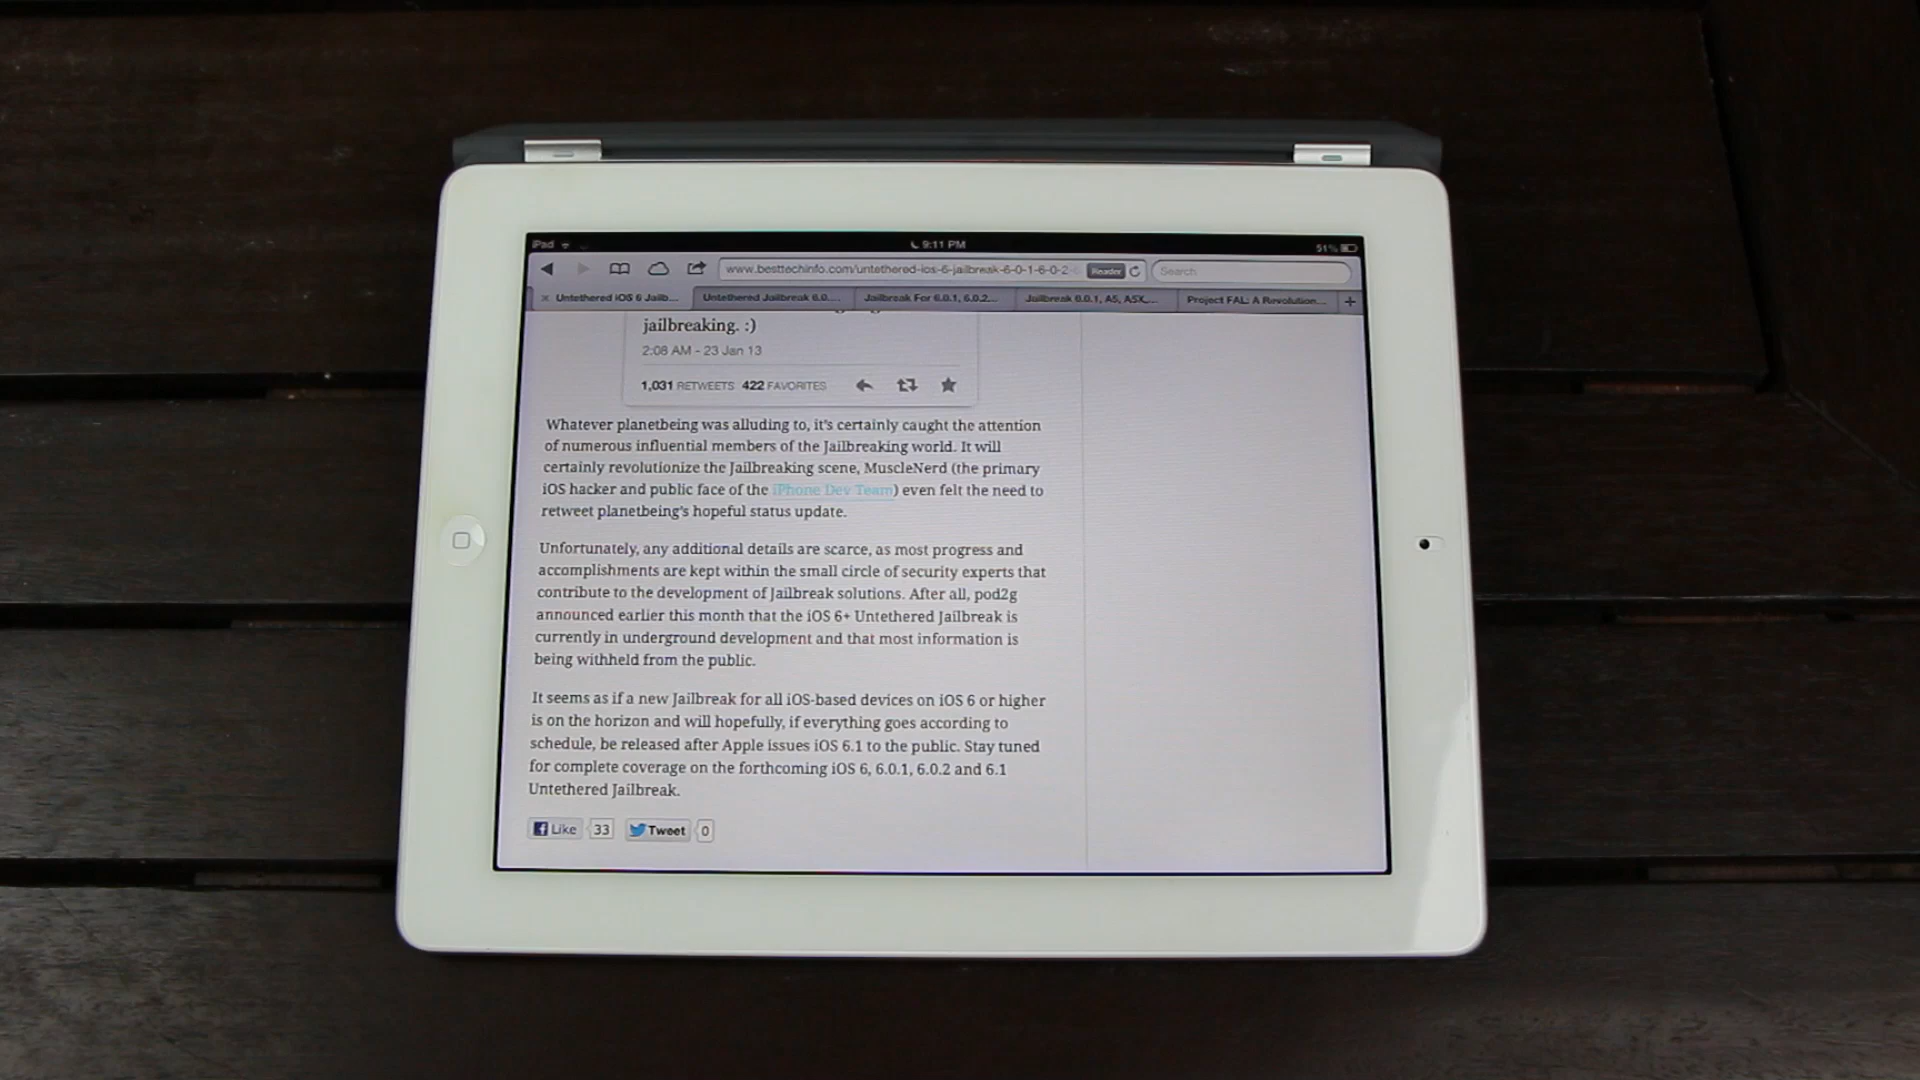 iPad
9:11 PM
51%
www.besttechinfo.com/untethered-ios-6-jailbreak-6-0-1-6-0-2-
Reader
Search
Untethered iOS 6 Jailb...
Untethered Jailbreak 6.0....
Jailbreak For 6.0.1, 6.0.2...
Jailbreak 6.0.1, A5, A5X,...
Project FAL: A Revolution...
jailbreaking. :)
2:08 AM - 23 Jan 13
1,031 RETWEETS 422 FAVORITES
Whatever planetbeing was alluding to, it's certainly caught the attention
of numerous influential members of the Jailbreaking world. It will
certainly revolutionize the Jailbreaking scene, MuscleNerd (the primary
iOS hacker and public face of the iPhone Dev Team) even felt the need to
retweet planetbeing's hopeful status update.
Unfortunately, any additional details are scarce, as most progress and
accomplishments are kept within the small circle of security experts that
contribute to the development of Jailbreak solutions. After all, pod2g
announced earlier this month that the iOS 6+ Untethered Jailbreak is
currently in underground development and that most information is
being withheld from the public.
It seems as if a new Jailbreak for all iOS-based devices on iOS 6 or higher
is on the horizon and will hopefully, if everything goes according to
schedule, be released after Apple issues iOS 6.1 to the public. Stay tuned
for complete coverage on the forthcoming iOS 6, 6.0.1, 6.0.2 and 6.1
Untethered Jailbreak.
Like 33 Tweet 0